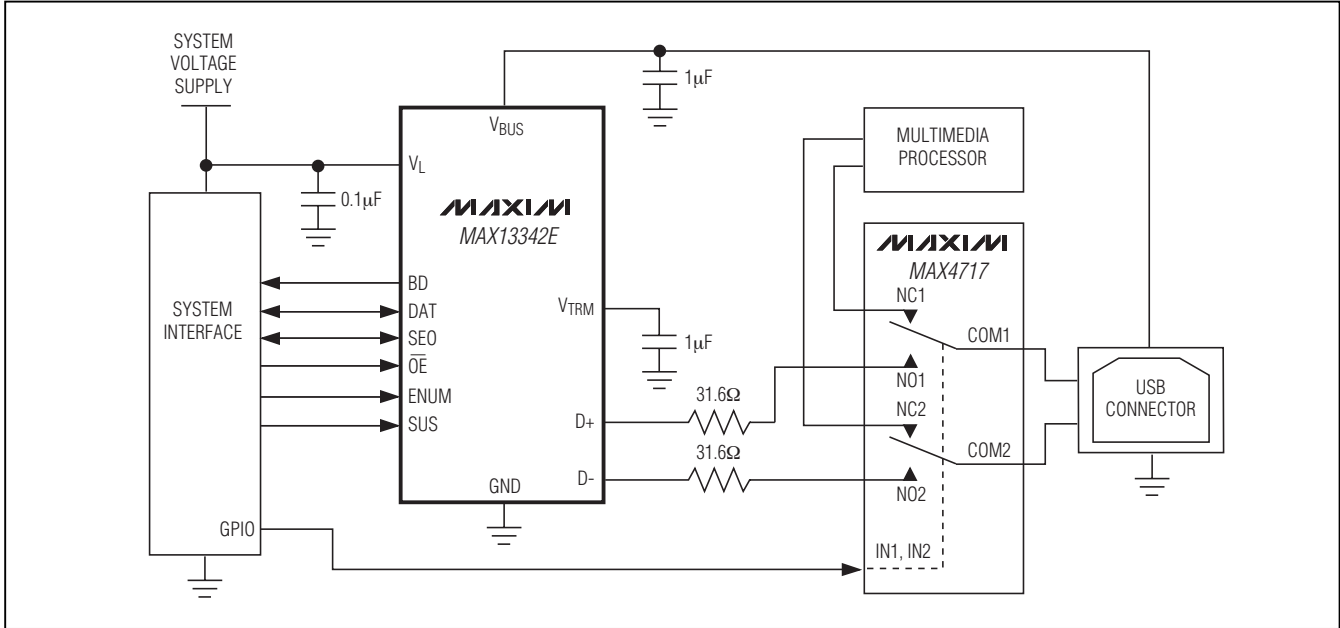 SYSTEM
VOLTAGE
SUPPLY
1μF
VBUS
VL
0.1μF
MAXIM
MAX13342E
SYSTEM
INTERFACE
BD
DAT
SEO
OE
ENUM
SUS
GPIO
VTRM
1μF
D+
31.6Ω
D-
31.6Ω
GND
MULTIMEDIA
PROCESSOR
MAXIM
MAX4717
NC1
COM1
NO1
NC2
COM2
NO2
IN1, IN2
USB
CONNECTOR